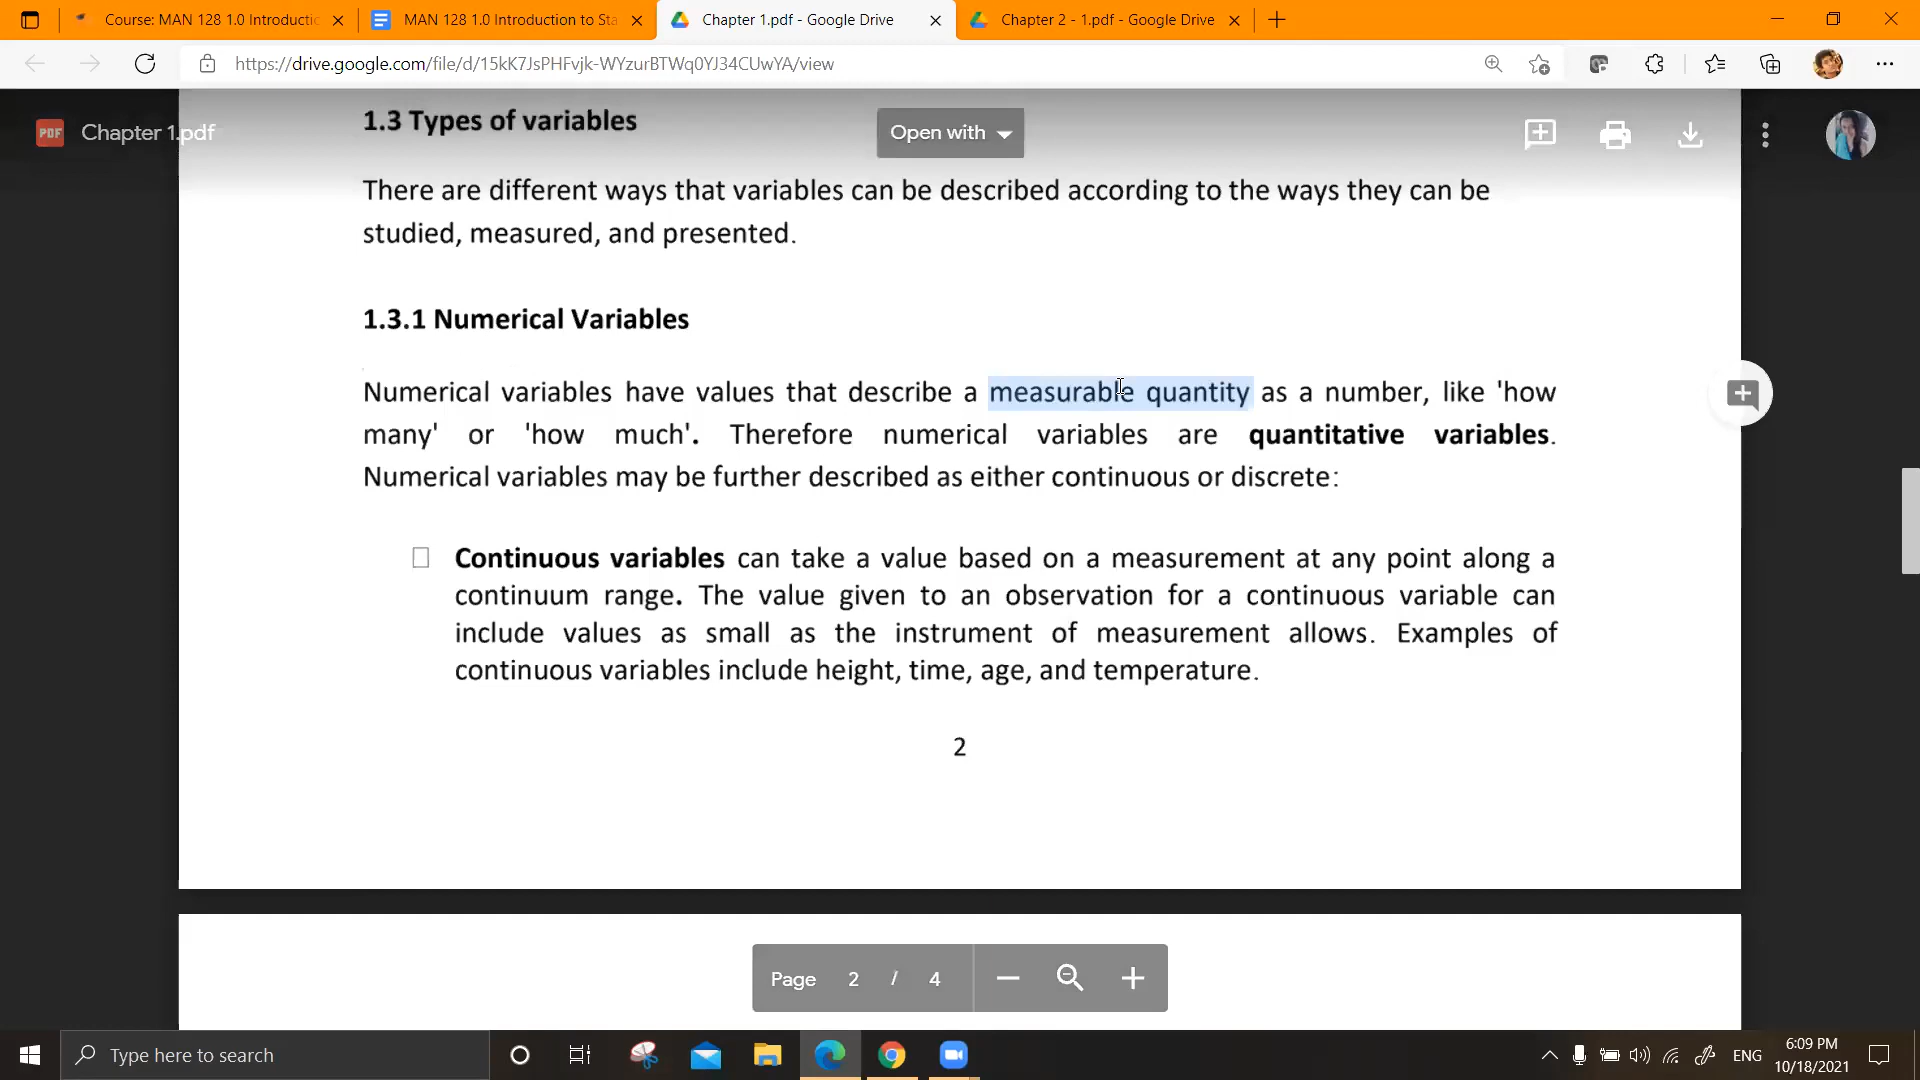 Course: MAN 128 1.0 Introductic
MAN 128 1.0 Introduction to Sta
Chapter 1.pdf - Google Drive
Chapter 2 - 1.pdf - Google Drive
https://drive.google.com/file/d/15kK7JsPHFvjk-WYzurBTWq0YJ34CUwYA/view
PDF
Chapter 1.pdf
Open with
1.3 Types of variables
There are different ways that variables can be described according to the ways they can be
studied, measured, and presented.
1.3.1 Numerical Variables
Numerical variables have values that describe a measurable quantity as a number, like 'how
many' or 'how much'. Therefore numerical variables are quantitative variables.
Numerical variables may be further described as either continuous or discrete:
Continuous variables can take a value based on a measurement at any point along a
continuum range. The value given to an observation for a continuous variable can
include values as small as the instrument of measurement allows. Examples of
continuous variables include height, time, age, and temperature.
2
Page 2 / 4
Type here to search
ENG
6:09 PM
10/18/2021